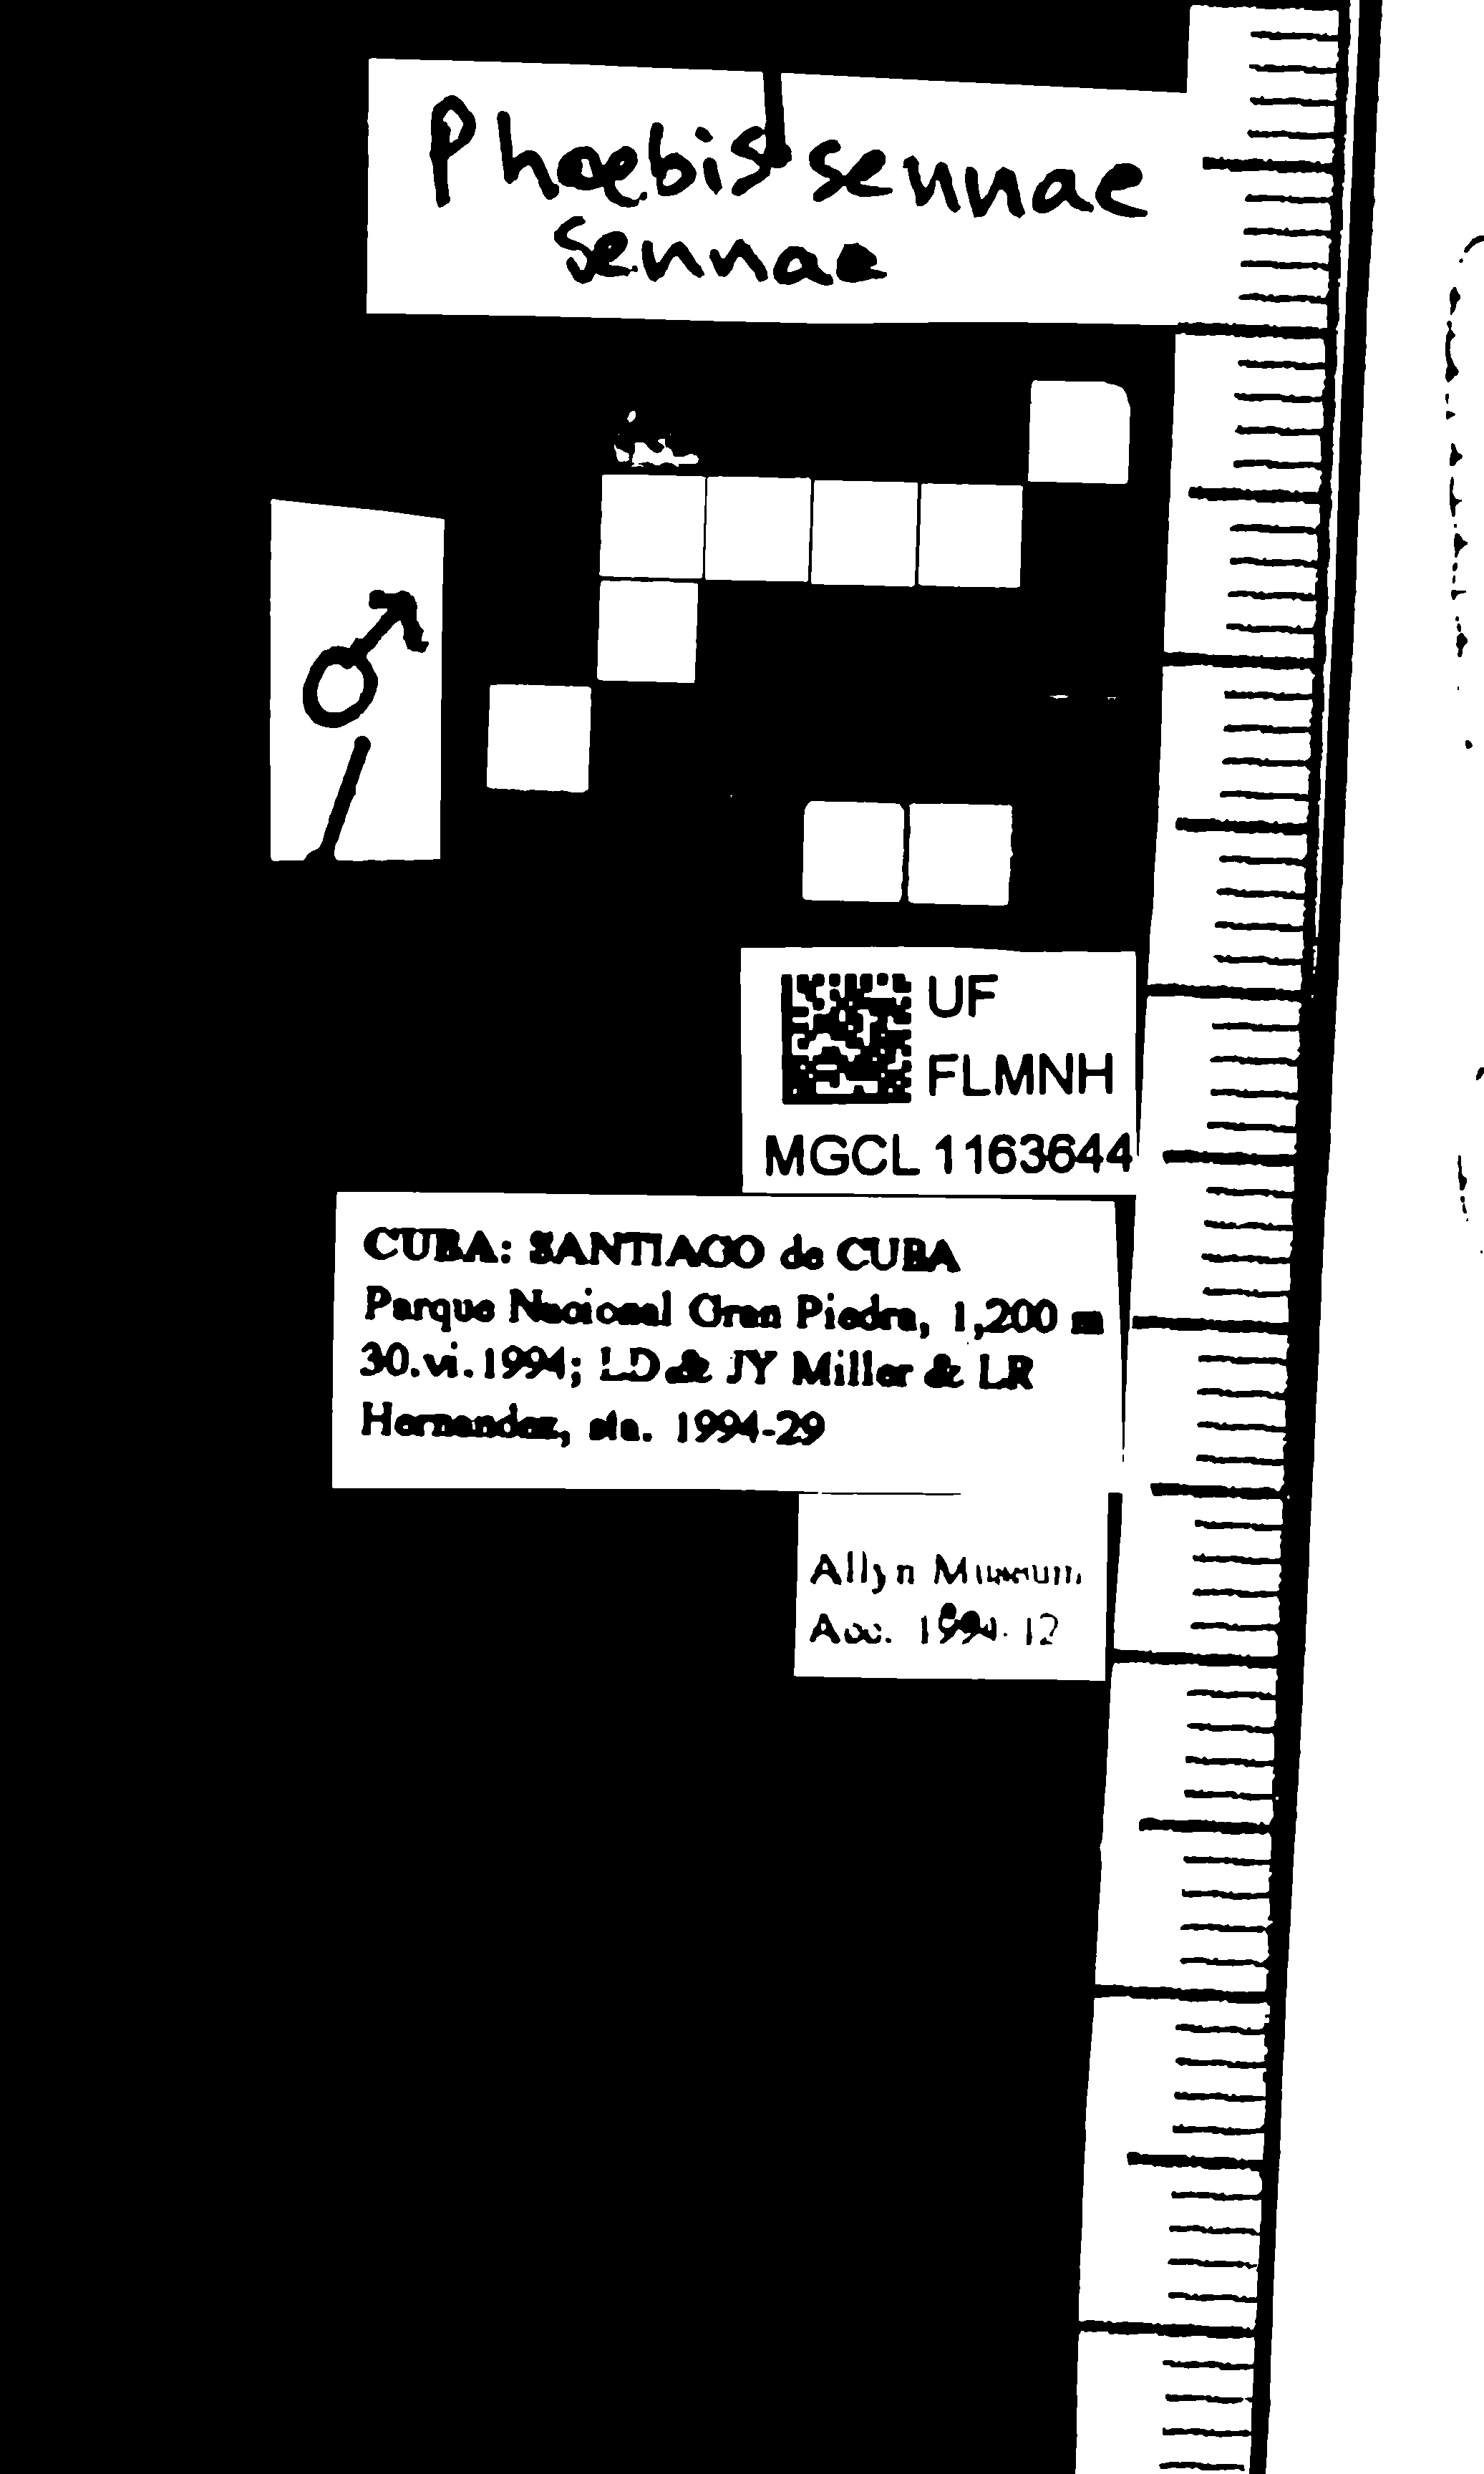 Phoebis sennae
sennae
♂
UF
FLMNH
MGCL 1163644
CUBA: SANTIAGO de CUBA
Parque Nacional Gran Piedra, 1,200 m
30.vi.1994; LD & JY Miller & LR
Hernandez, sta. 1994-29
Allyn Museum
Acc. 1994-12